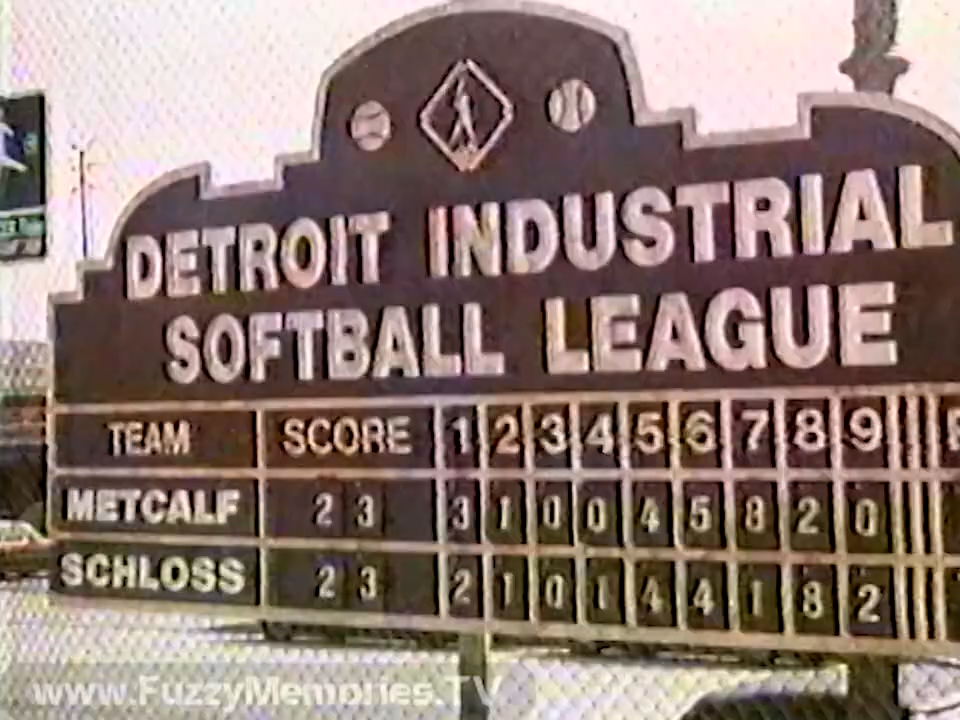 DETROIT INDUSTRIAL
SOFTBALL LEAGUE
TEAM SCORE 1 2 3 4 5 6 7 8 9
METCALF 2 3 3 1 0 0 4 5 8 2 0
SCHLOSS 2 3 2 1 0 1 4 4 1 8 2
www.FuzzyMemories.TV